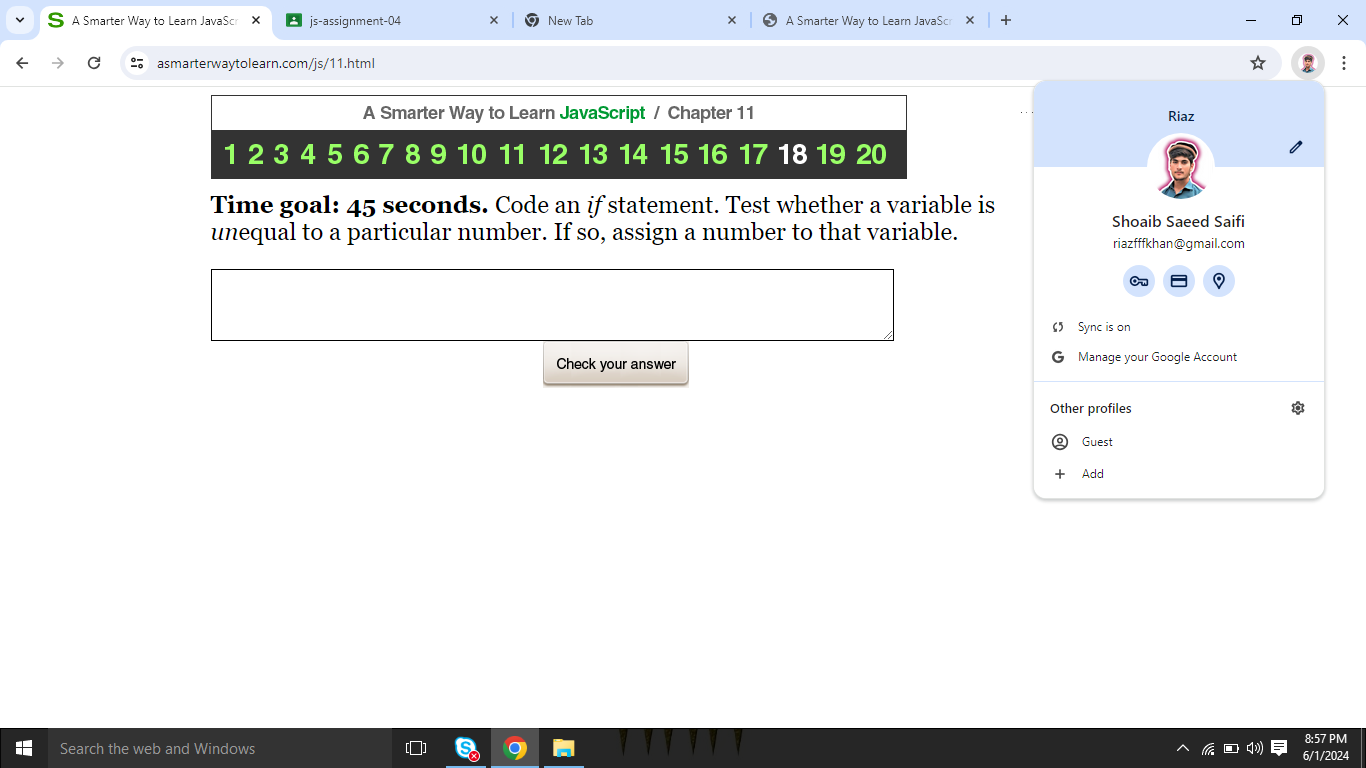 A Smarter Way to Learn JavaSc
js-assignment-04
New Tab
A Smarter Way to Learn JavaScr
asmarterwaytolearn.com/js/11.html
A Smarter Way to Learn JavaScript / Chapter 11
1 2 3 4 5 6 7 8 9 10 11 12 13 14 15 16 17 18 19 20
Time goal: 45 seconds. Code an if statement. Test whether a variable is
unequal to a particular number. If so, assign a number to that variable.
Check your answer
Riaz
Shoaib Saeed Saifi
riazfffkhan@gmail.com
Sync is on
Manage your Google Account
Other profiles
Guest
Add
Search the web and Windows
8:57 PM
6/1/2024